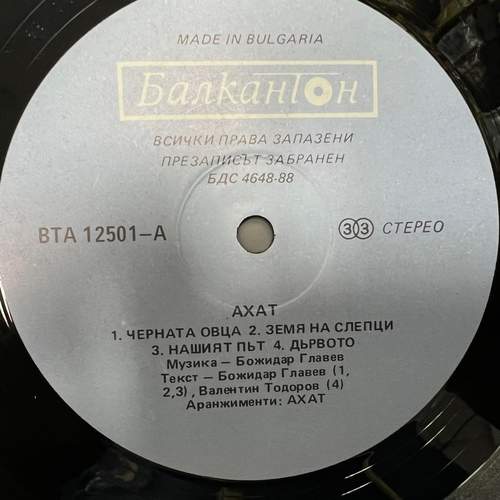 MADE IN BULGARIA
Балкантон
ВСИЧКИ ПРАВА ЗАПАЗЕНИ
ПРЕЗАПИСЪТ ЗАБРАНЕН
БДС 4648-88
ВТА 12501–А
33 СТЕРЕО
АХАТ
1. ЧЕРНАТА ОВЦА 2. ЗЕМЯ НА СЛЕПЦИ
3. НАШИЯТ ПЪТ 4. ДЪРВОТО
Музика – Божидар Главев
Текст – Божидар Главев (1,
2,3), Валентин Тодоров (4)
Аранжименти: АХАТ